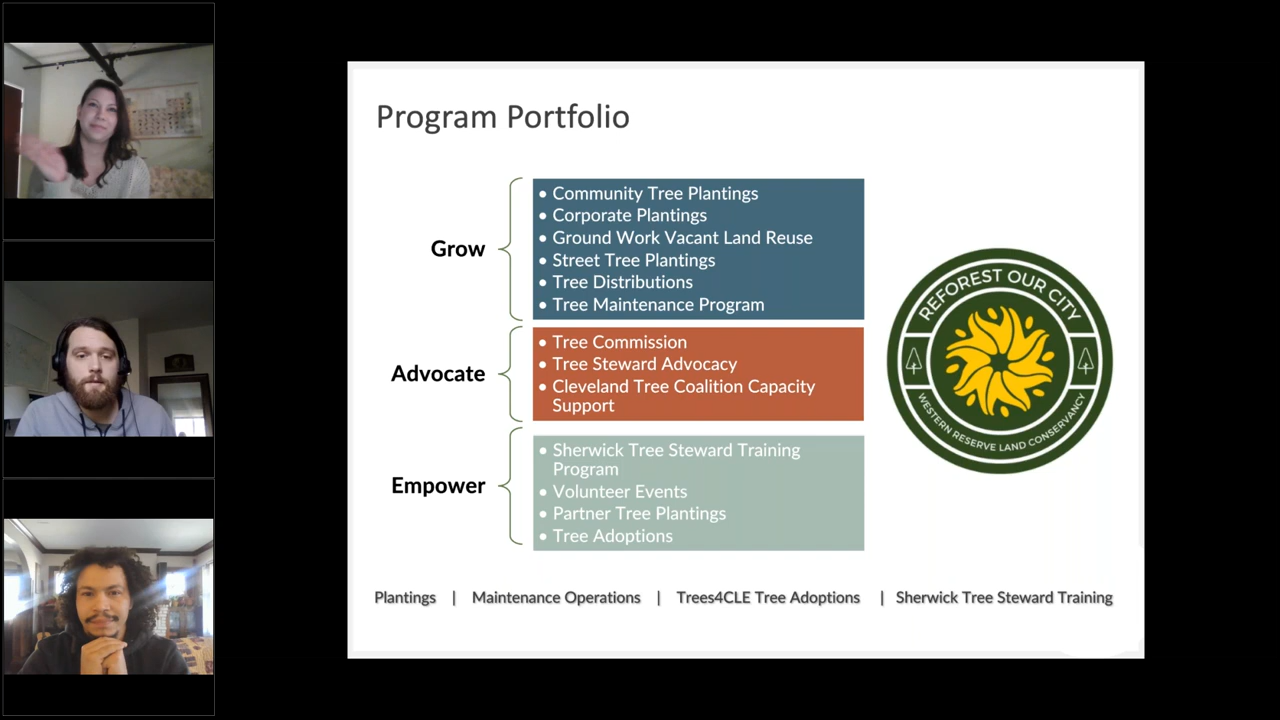 Program Portfolio
Grow
• Community Tree Plantings
• Corporate Plantings
• Ground Work Vacant Land Reuse
• Street Tree Plantings
• Tree Distributions
• Tree Maintenance Program
Advocate
• Tree Commission
• Tree Steward Advocacy
• Cleveland Tree Coalition Capacity
Support
Empower
• Sherwick Tree Steward Training
Program
• Volunteer Events
• Partner Tree Plantings
• Tree Adoptions
REFOREST OUR CITY
WESTERN RESERVE LAND CONSERVANCY
Plantings | Maintenance Operations | Trees4CLE Tree Adoptions | Sherwick Tree Steward Training